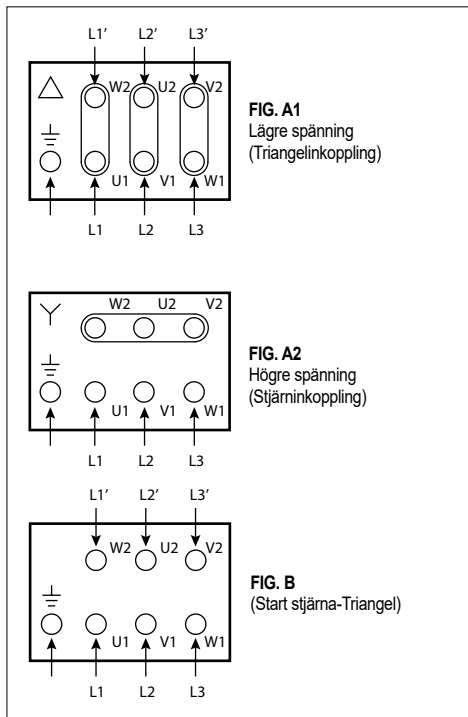 L1′ L2′ L3′
W2 U2 V2
FIG. A1
Lägre spänning
(Triangelinkoppling)
U1 V1 W1
L1 L2 L3
W2 U2 V2
FIG. A2
Högre spänning
(Stjärninkoppling)
U1 V1 W1
L1 L2 L3
L1′ L2′ L3′
W2 U2 V2
FIG. B
(Start stjärna-Triangel)
U1 V1 W1
L1 L2 L3